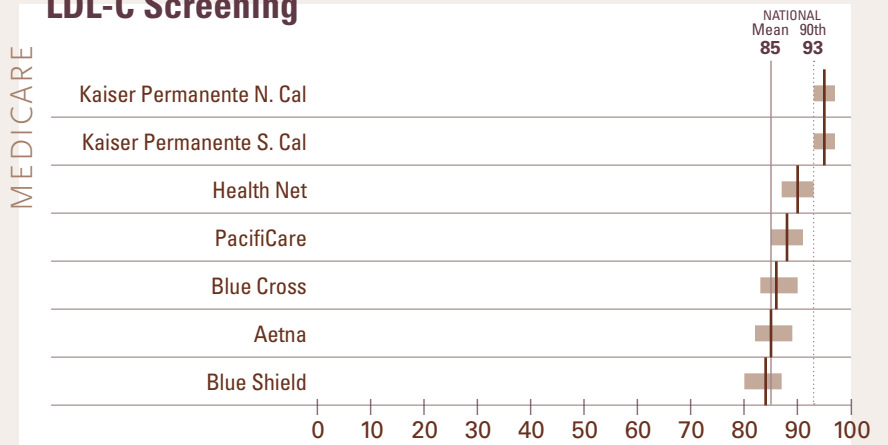 LDL-C Screening
NATIONAL
Mean 90th
85 93
MEDICARE
Kaiser Permanente N. Cal
Kaiser Permanente S. Cal
Health Net
PacifiCare
Blue Cross
Aetna
Blue Shield
0 10 20 30 40 50 60 70 80 90 100